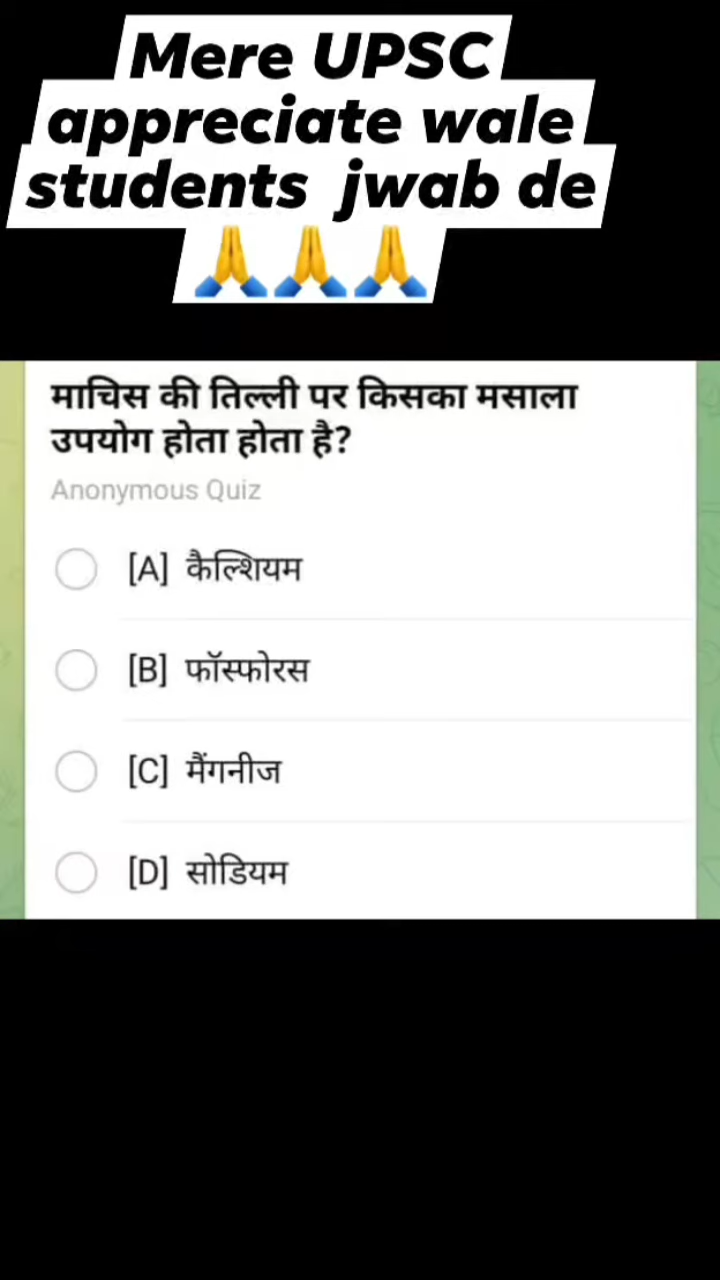 Mere UPSC
appreciate wale
students jwab de
🙏🙏🙏
माचिस की तिल्ली पर किसका मसाला
उपयोग होता होता है?
Anonymous Quiz
[A] कैल्शियम
[B] फॉस्फोरस
[C] मैंगनीज
[D] सोडियम